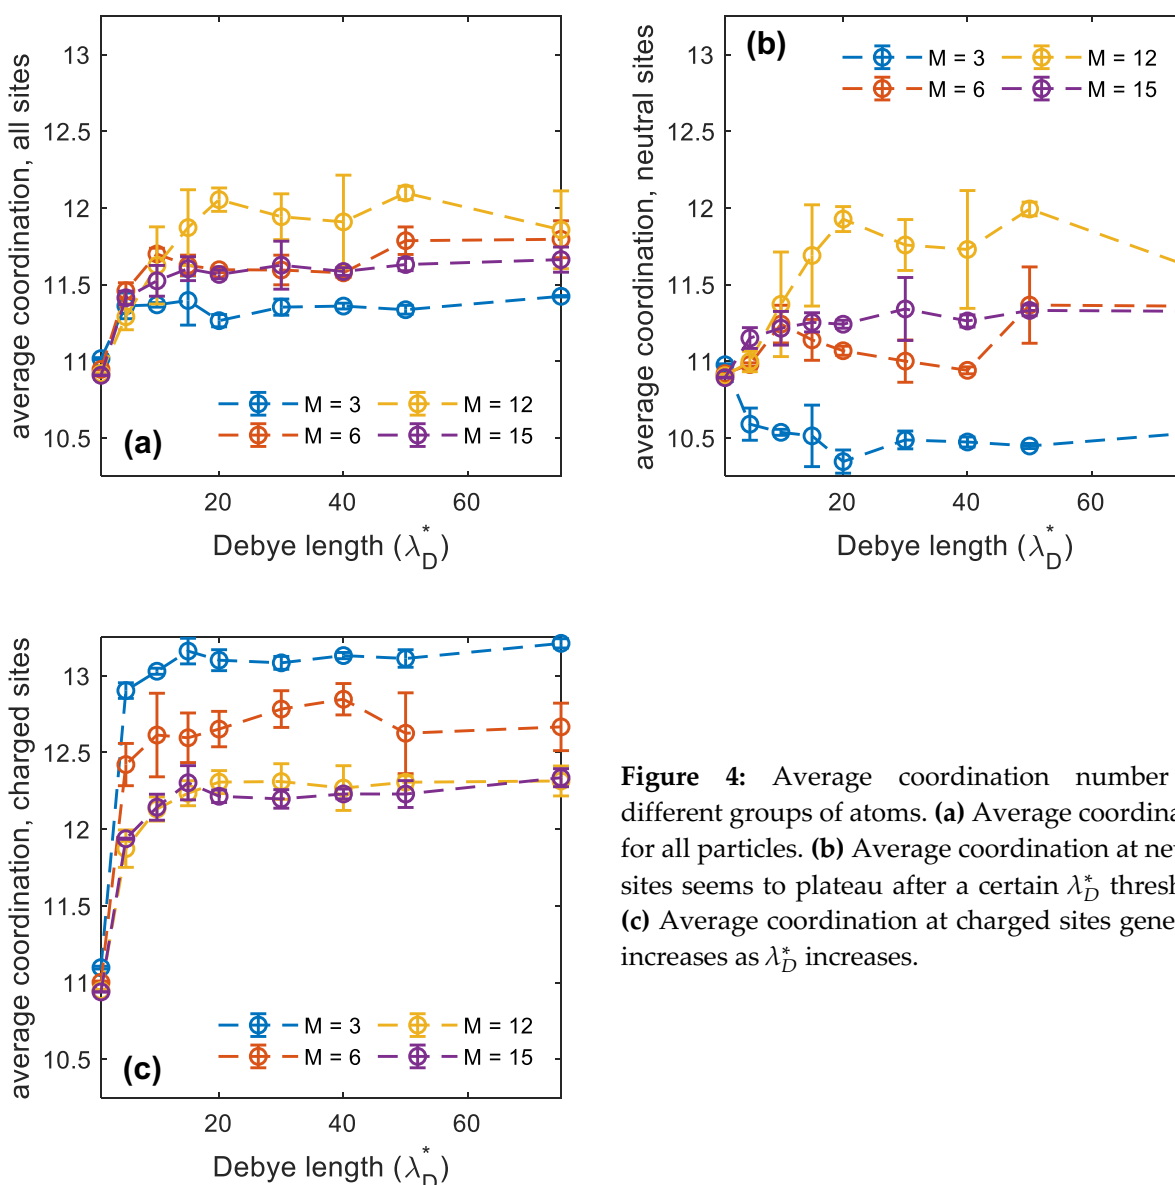 (a)
average coordination, all sites
13
12.5
12
11.5
11
10.5
M = 3 M = 12
M = 6 M = 15
20 40 60
Debye length (λ*D)
(b)
average coordination, neutral sites
M = 3 M = 12
M = 6 M = 15
13
12.5
12
11.5
11
10.5
20 40 60
Debye length (λ*D)
average coordination, charged sites
13
12.5
12
11.5
11
10.5
M = 3 M = 12
M = 6 M = 15
(c)
20 40 60
Debye length (λ*D)
Figure 4: Average coordination number
different groups of atoms. (a) Average coordina
for all particles. (b) Average coordination at ne
sites seems to plateau after a certain λ*D thresh
(c) Average coordination at charged sites gene
increases as λ*D increases.